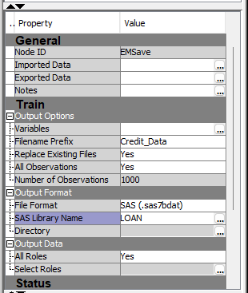 .. Property Value
General
Node ID EMSave
Imported Data ...
Exported Data ...
Notes ...
Train
Output Options
Variables ...
Filename Prefix Credit_Data
Replace Existing Files Yes
All Observations Yes
Number of Observations 1000
Output Format
File Format SAS (.sas7bdat)
SAS Library Name LOAN ...
Directory ...
Output Data
All Roles Yes
Select Roles ...
Status